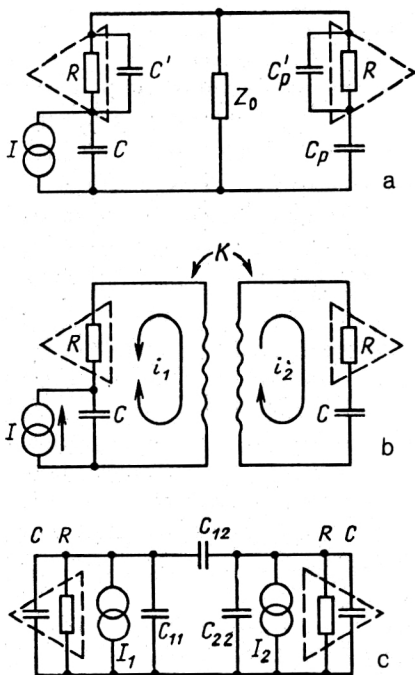 R C' Z₀ C'ₚ R
I C Cₚ a
K
R i₁ i₂ R
I C C b
C R C₁₂ R C
I₁ C₁₁ C₂₂ I₂ c